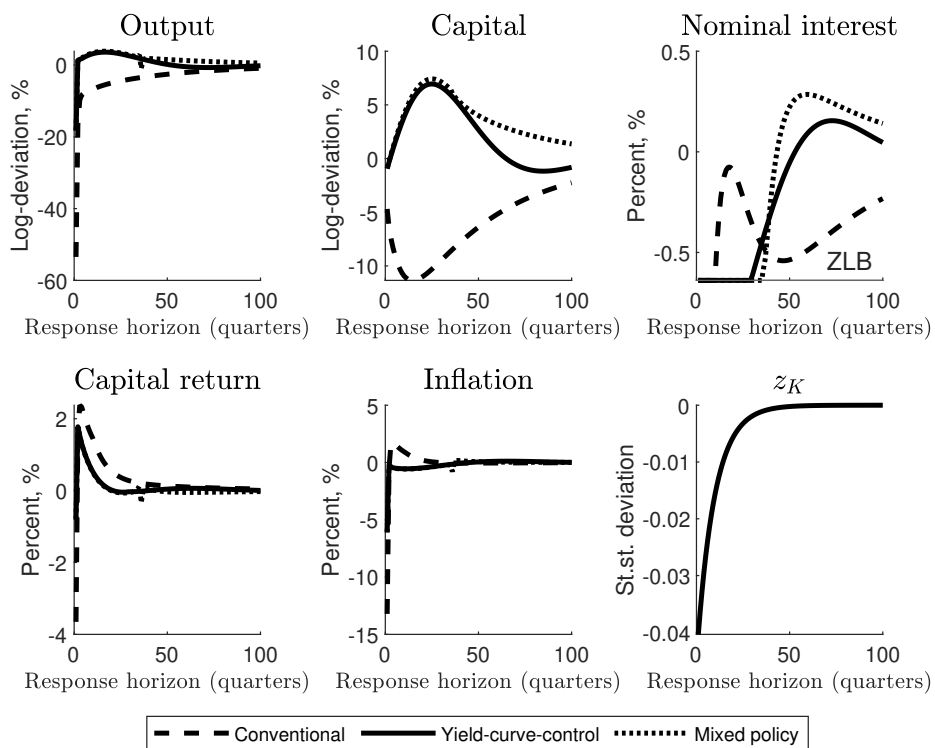 Output
Log-deviation, %
0
-20
-40
-60
0 50 100
Response horizon (quarters)
Capital
Log-deviation, %
10
5
0
-5
-10
0 50 100
Response horizon (quarters)
Nominal interest
Percent, %
0.5
0
-0.5
ZLB
0 50 100
Response horizon (quarters)
Capital return
Percent, %
2
0
-2
-4
0 50 100
Response horizon (quarters)
Inflation
Percent, %
5
0
-5
-10
-15
0 50 100
Response horizon (quarters)
z_K
St.st. deviation
0
-0.01
-0.02
-0.03
-0.04
0 50 100
Response horizon (quarters)
Conventional Yield-curve-control Mixed policy